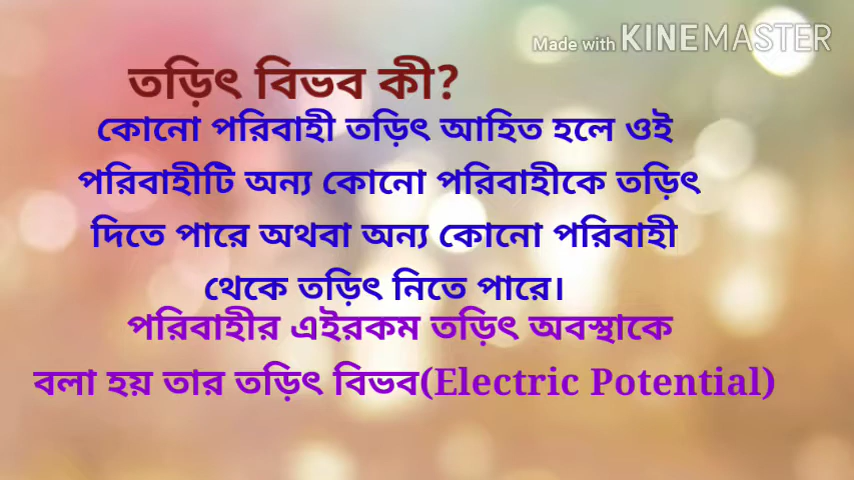 Made with KINEMASTER
তড়িৎ বিভব কী?
কোনো পরিবাহী তড়িৎ আহিত হলে ওই
পরিবাহীটি অন্য কোনো পরিবাহীকে তড়িৎ
দিতে পারে অথবা অন্য কোনো পরিবাহী
থেকে তড়িৎ নিতে পারে।
পরিবাহীর এইরকম তড়িৎ অবস্থাকে
বলা হয় তার তড়িৎ বিভব(Electric Potential)